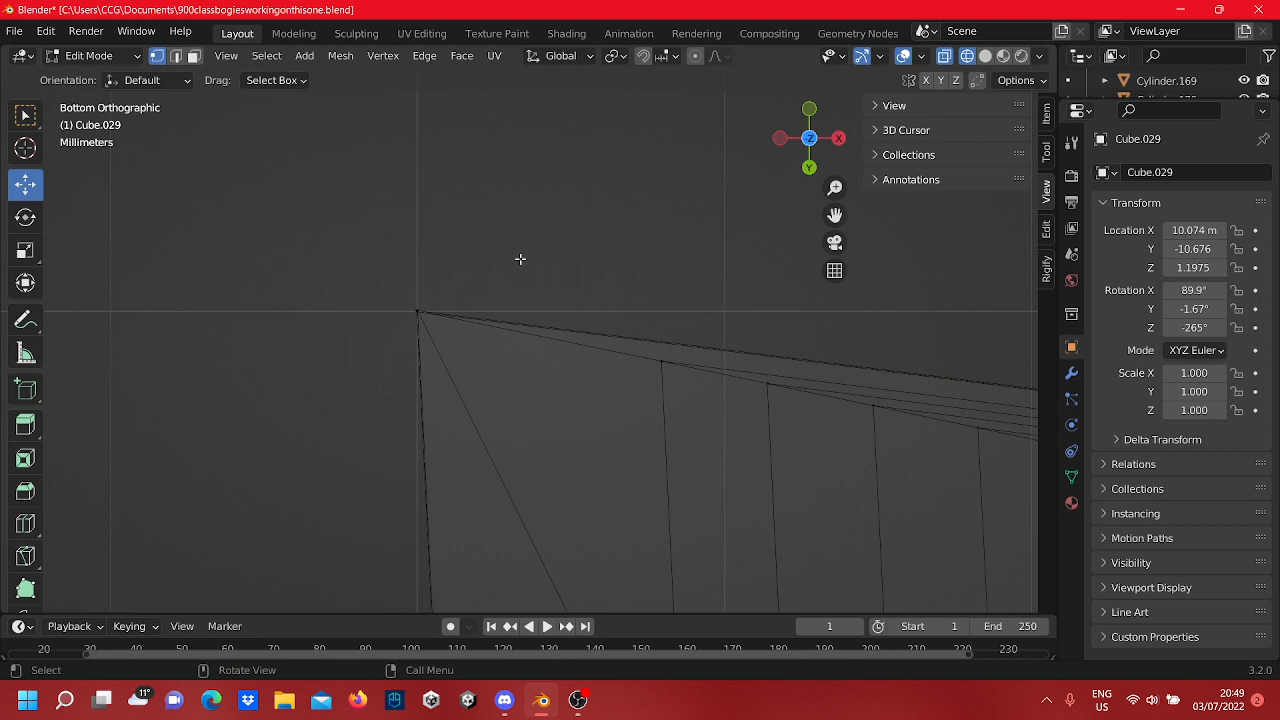 Blender* [C:\Users\CCG\Documents\900classbogiesworkingonthisone.blend]
File Edit Render Window Help Layout Modeling Sculpting UV Editing Texture Paint Shading Animation Rendering Compositing Geometry Nodes Scene ViewLayer
Edit Mode View Select Add Mesh Vertex Edge Face UV Global
Orientation: Default Drag: Select Box X Y Z Options
Cylinder.169
Bottom Orthographic
(1) Cube.029
Millimeters
-Z X Y
View
3D Cursor
Collections
Annotations
Item
Tool
View
Edit
Rigify
Cube.029
Cube.029
Transform
Location X 10.074 m
Y -10.676
Z 1.1975
Rotation X 89.9°
Y -1.67°
Z -265°
Mode XYZ Euler
Scale X 1.000
Y 1.000
Z 1.000
Delta Transform
Relations
Collections
Instancing
Motion Paths
Visibility
Viewport Display
Line Art
Custom Properties
Playback Keying View Marker 1 Start 1 End 250
20 90 100 110 120 130 140 150 160 170 180 190 200 210 220 230
Select Rotate View Call Menu 3.2.0
11° ENG US 20:49 03/07/2022 2